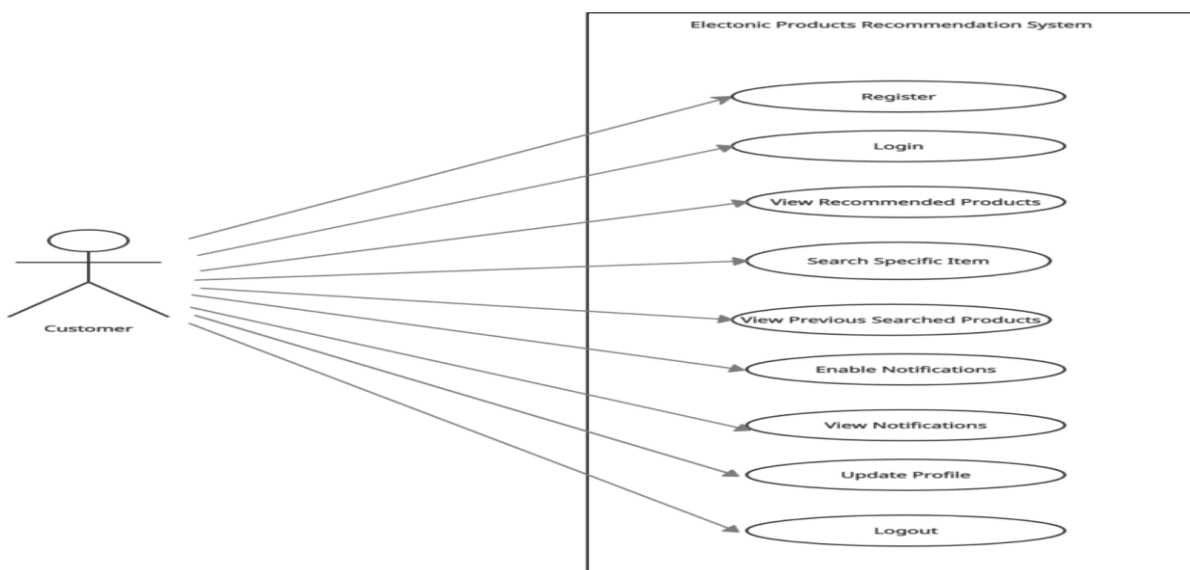 Electonic Products Recommendation System
Register
Login
View Recommended Products
Search Specific Item
Customer
View Previous Searched Products
Enable Notifications
View Notifications
Update Profile
Logout